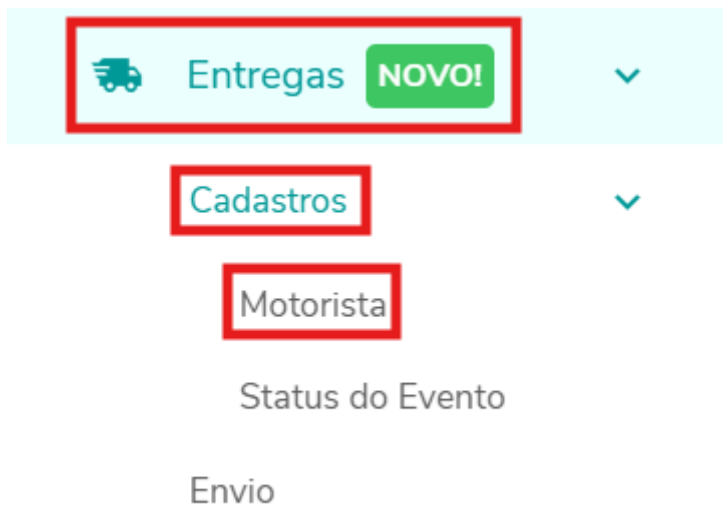 Entregas NOVO!
Cadastros
Motorista
Status do Evento
Envio